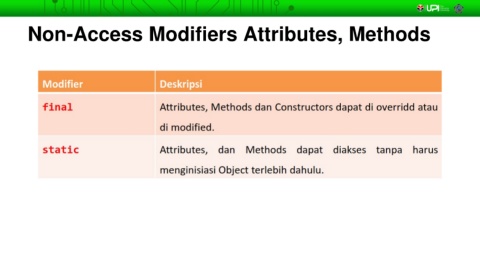 UPI
Non-Access Modifiers Attributes, Methods
Modifier Deskripsi
final Attributes, Methods dan Constructors dapat di overridd atau
di modified.
static Attributes, dan Methods dapat diakses tanpa harus
menginisiasi Object terlebih dahulu.